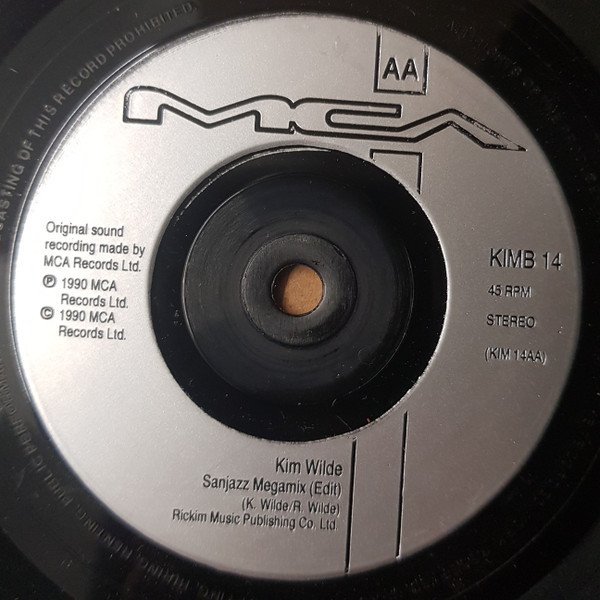 AA
MCA
Original sound
recording made by
MCA Records Ltd.
℗ 1990 MCA
Records Ltd.
© 1990 MCA
Records Ltd.
KIMB 14
45 RPM
STEREO
(KIM 14AA)
Kim Wilde
Sanjazz Megamix (Edit)
(K. Wilde/R. Wilde)
Rickim Music Publishing Co. Ltd.
OF THIS RECORD PROHIBITED.